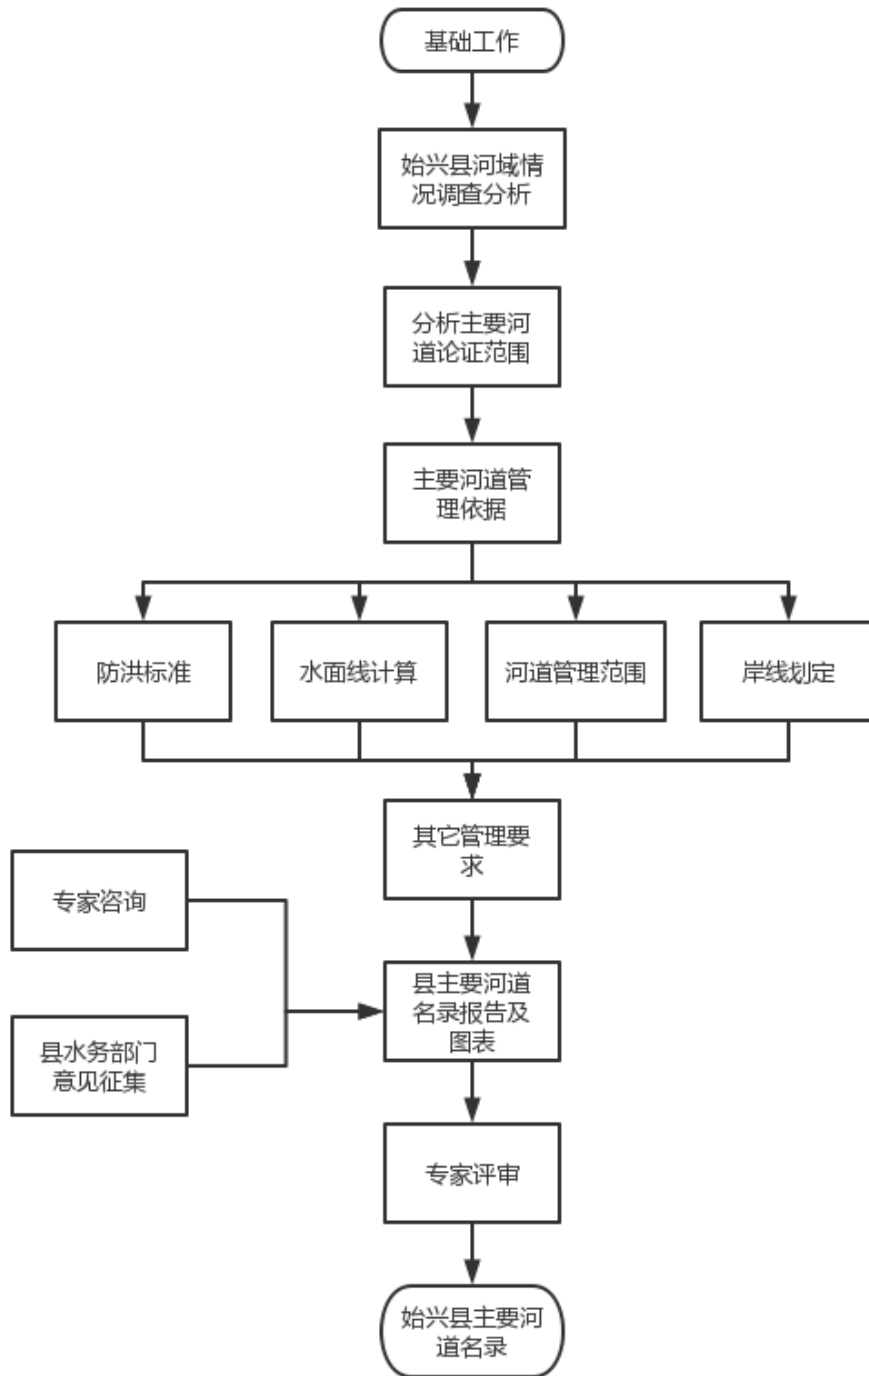 基础工作
始兴县河域情
况调查分析
分析主要河
道论证范围
主要河道管
理依据
防洪标准
水面线计算
河道管理范围
岸线划定
其它管理要
求
专家咨询
县水务部门
意见征集
县主要河道
名录报告及
图表
专家评审
始兴县主要河
道名录